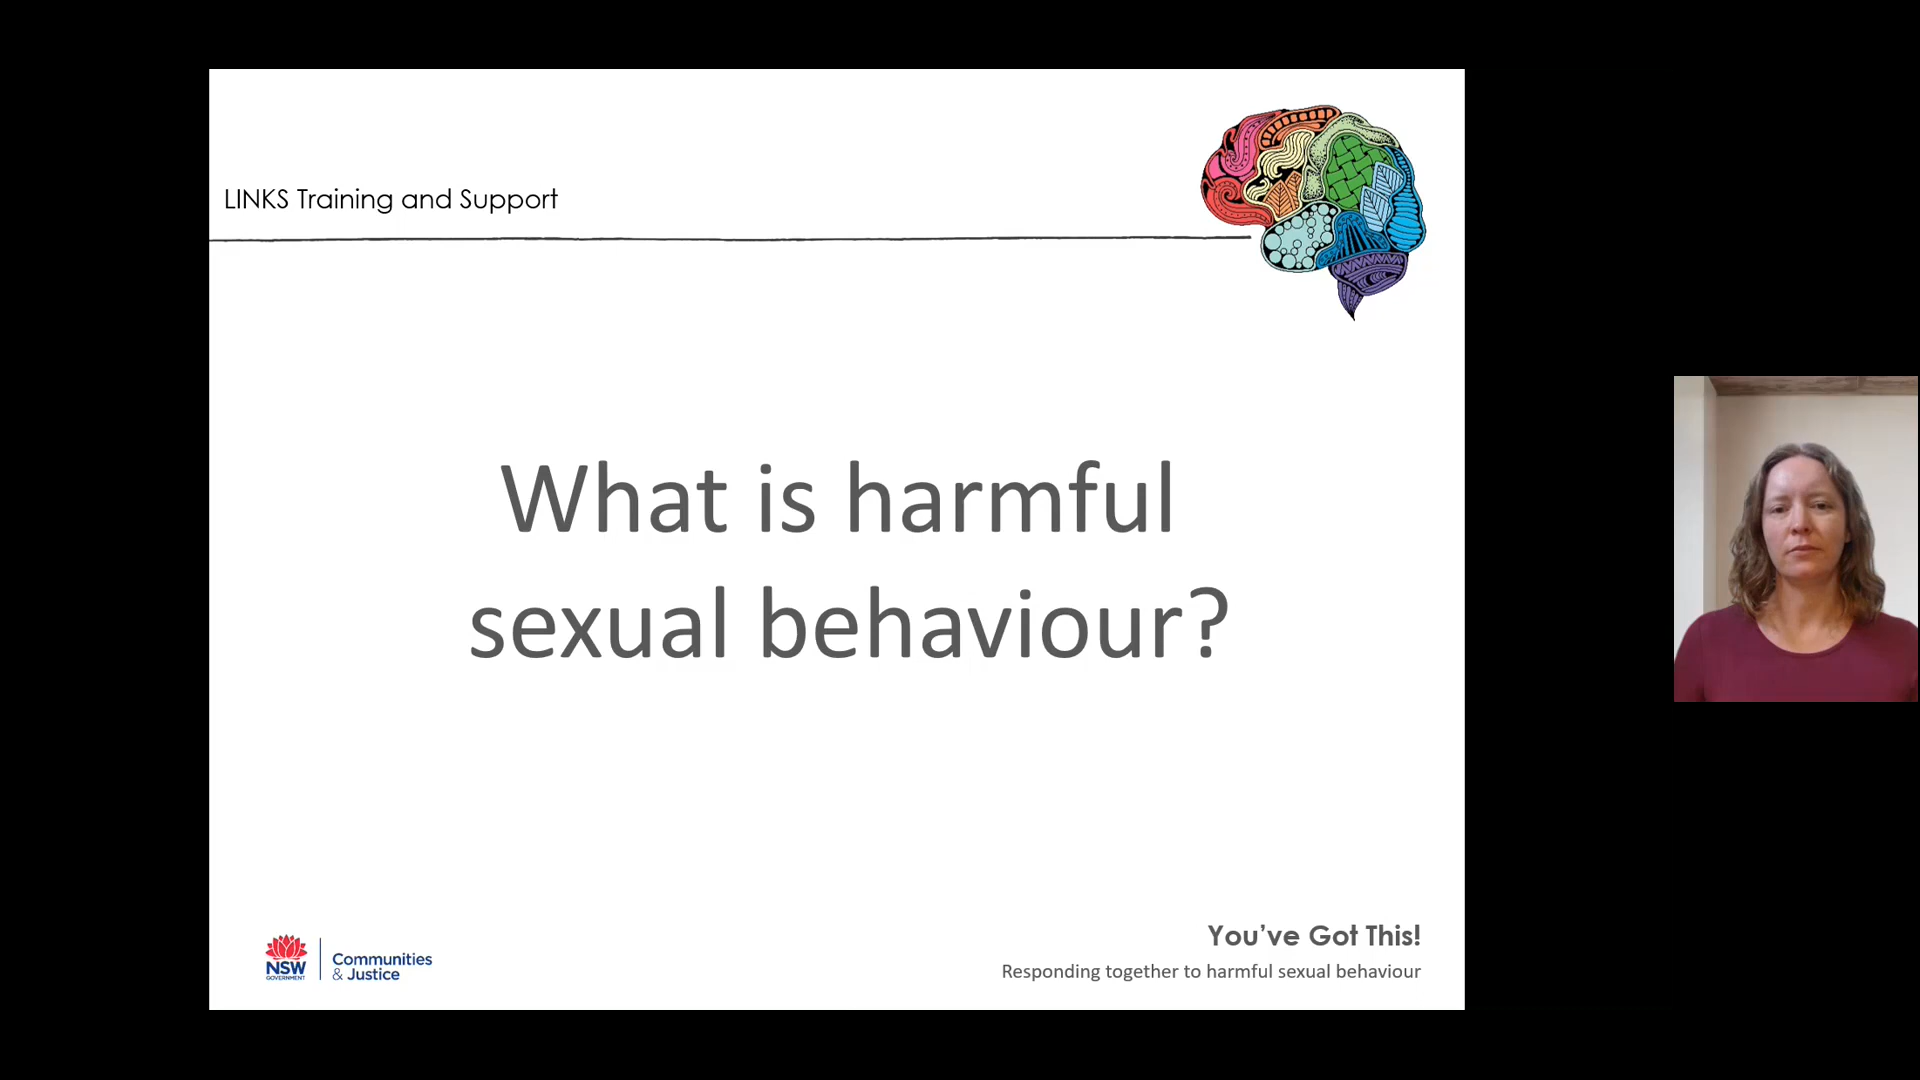 LINKS Training and Support
What is harmful
sexual behaviour?
You've Got This!
Responding together to harmful sexual behaviour
NSW
GOVERNMENT
Communities
& Justice